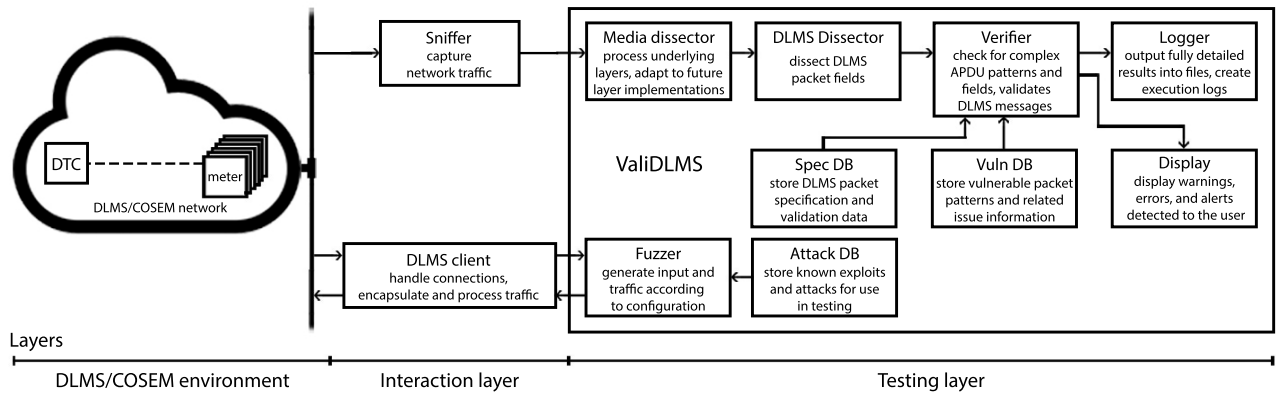 Sniffer
capture
network traffic
Media dissector
process underlying
layers, adapt to future
layer implementations
DLMS Dissector
dissect DLMS
packet fields
Verifier
check for complex
APDU patterns and
fields, validates
DLMS messages
Logger
output fully detailed
results into files, create
execution logs
DTC
meter
DLMS/COSEM network
ValiDLMS
Spec DB
store DLMS packet
specification and
validation data
Vuln DB
store vulnerable packet
patterns and related
issue information
Display
display warnings,
errors, and alerts
detected to the user
DLMS client
handle connections,
encapsulate and process traffic
Fuzzer
generate input and
traffic according
to configuration
Attack DB
store known exploits
and attacks for use
in testing
Layers
DLMS/COSEM environment
Interaction layer
Testing layer